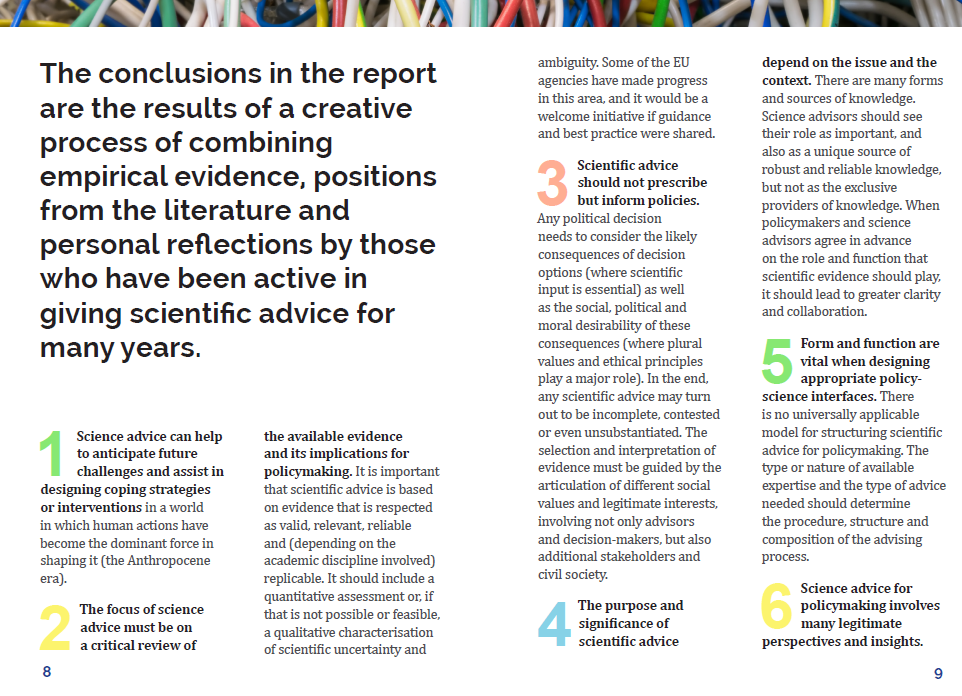 The conclusions in the report
are the results of a creative
process of combining
empirical evidence, positions
from the literature and
personal reflections by those
who have been active in
giving scientific advice for
many years.
1 Science advice can help
to anticipate future
challenges and assist in
designing coping strategies
or interventions in a world
in which human actions have
become the dominant force in
shaping it (the Anthropocene
era).
2 The focus of science
advice must be on
a critical review of
the available evidence
and its implications for
policymaking. It is important
that scientific advice is based
on evidence that is respected
as valid, relevant, reliable
and (depending on the
academic discipline involved)
replicable. It should include a
quantitative assessment or, if
that is not possible or feasible,
a qualitative characterisation
of scientific uncertainty and
8
ambiguity. Some of the EU
agencies have made progress
in this area, and it would be a
welcome initiative if guidance
and best practice were shared.
3 Scientific advice
should not prescribe
but inform policies.
Any political decision
needs to consider the likely
consequences of decision
options (where scientific
input is essential) as well
as the social, political and
moral desirability of these
consequences (where plural
values and ethical principles
play a major role). In the end,
any scientific advice may turn
out to be incomplete, contested
or even unsubstantiated. The
selection and interpretation of
evidence must be guided by the
articulation of different social
values and legitimate interests,
involving not only advisors
and decision-makers, but also
additional stakeholders and
civil society.
4 The purpose and
significance of
scientific advice
depend on the issue and the
context. There are many forms
and sources of knowledge.
Science advisors should see
their role as important, and
also as a unique source of
robust and reliable knowledge,
but not as the exclusive
providers of knowledge. When
policymakers and science
advisors agree in advance
on the role and function that
scientific evidence should play,
it should lead to greater clarity
and collaboration.
5 Form and function are
vital when designing
appropriate policy-
science interfaces. There
is no universally applicable
model for structuring scientific
advice for policymaking. The
type or nature of available
expertise and the type of advice
needed should determine
the procedure, structure and
composition of the advising
process.
6 Science advice for
policymaking involves
many legitimate
perspectives and insights.
9